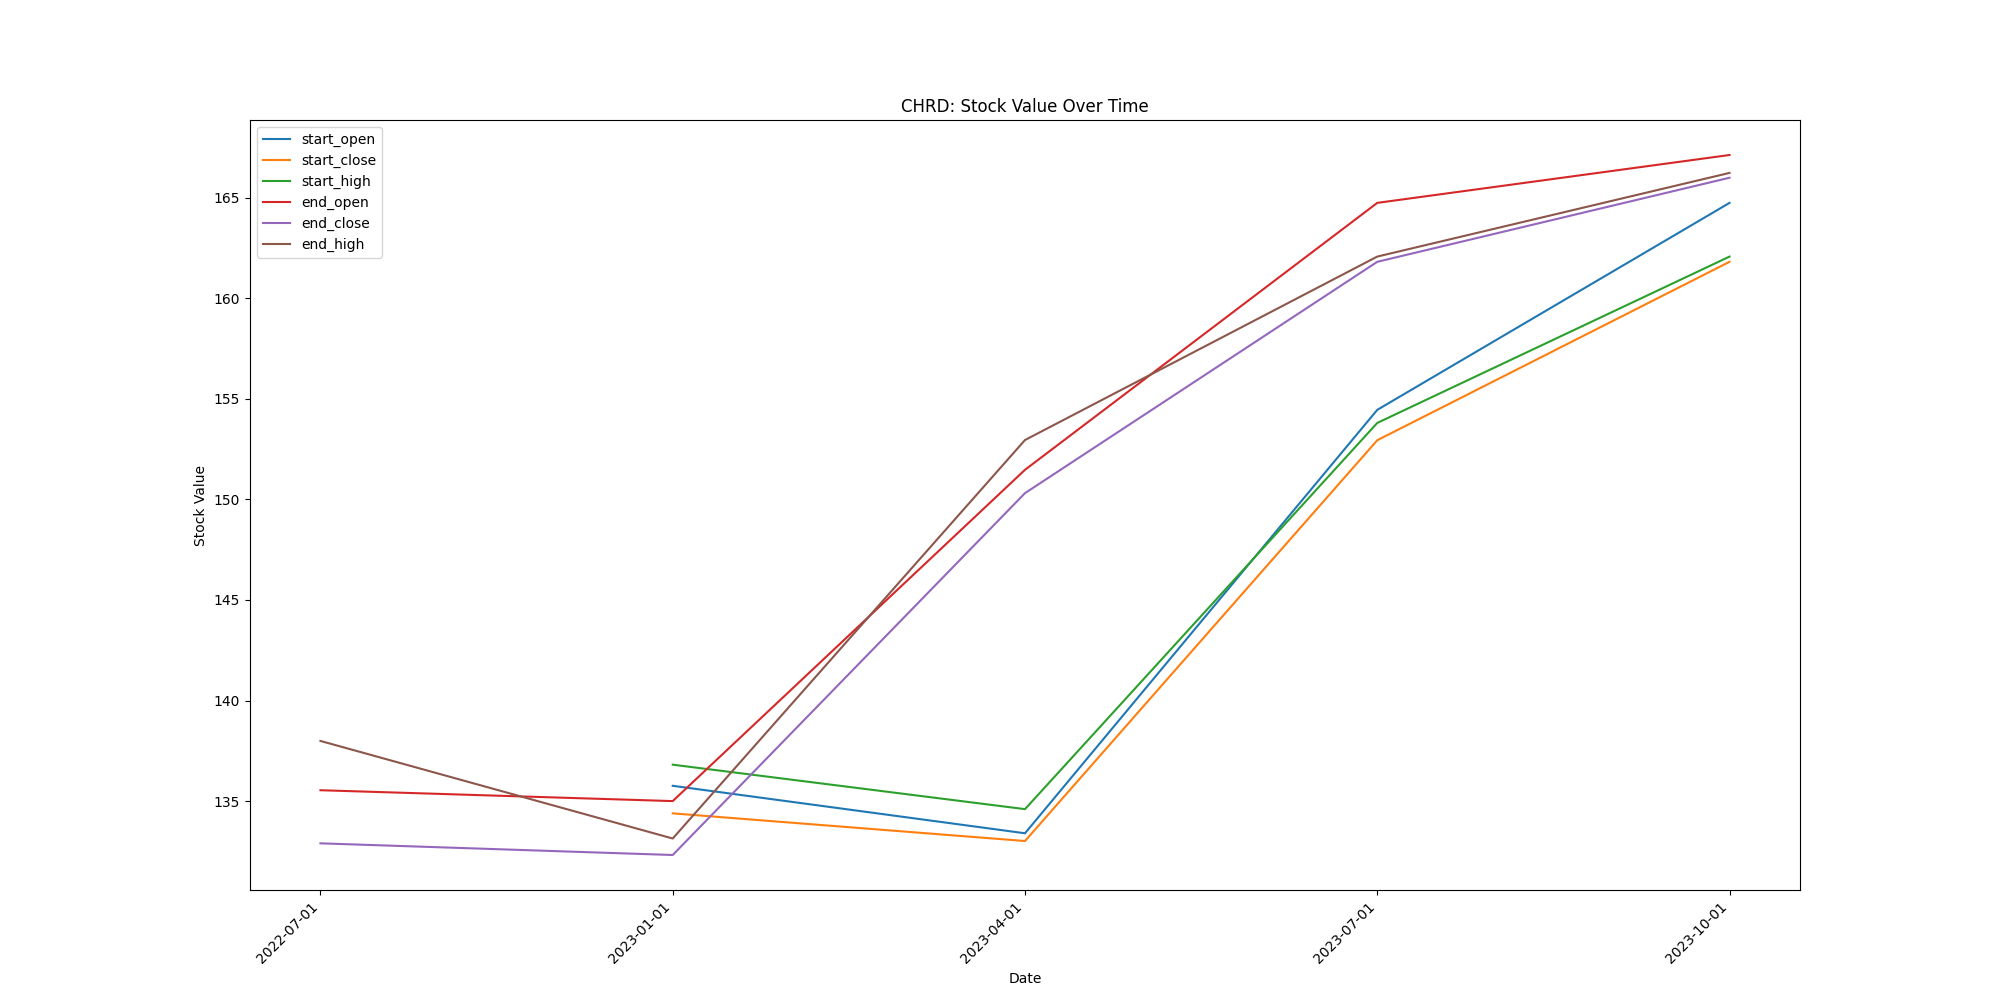 CHRD: Stock Value Over Time
start_open
start_close
start_high
end_open
end_close
end_high
165
160
155
150
145
140
135
Stock Value
2022-07-01
2023-01-01
2023-04-01
2023-07-01
2023-10-01
Date